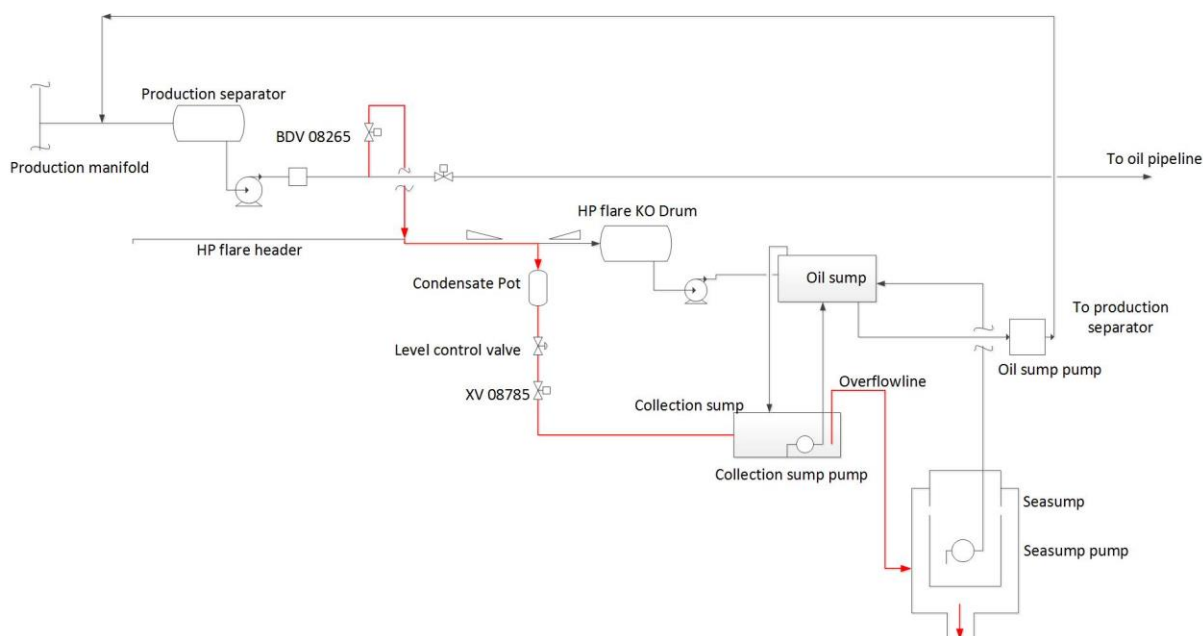 Production separator
BDV 08265
Production manifold
To oil pipeline
HP flare KO Drum
HP flare header
Condensate Pot
Oil sump
To production
separator
Level control valve
Oil sump pump
XV 08785
Overflowline
Collection sump
Collection sump pump
Seasump
Seasump pump